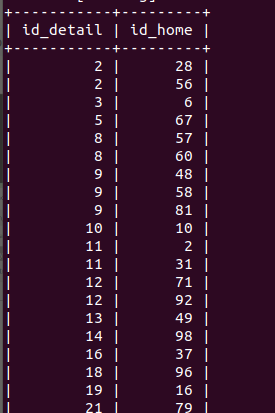 +-----------+---------+
| id_detail | id_home |
+-----------+---------+
|         2 |      28 |
|         2 |      56 |
|         3 |       6 |
|         5 |      67 |
|         8 |      57 |
|         8 |      60 |
|         9 |      48 |
|         9 |      58 |
|         9 |      81 |
|        10 |      10 |
|        11 |       2 |
|        11 |      31 |
|        12 |      71 |
|        12 |      92 |
|        13 |      49 |
|        14 |      98 |
|        16 |      37 |
|        18 |      96 |
|        19 |      16 |
|        21 |      79 |